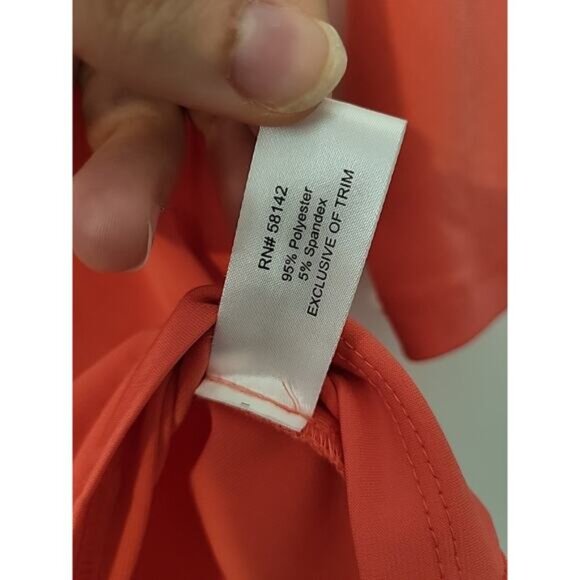 RN# 58142
95% Polyester
5% Spandex
EXCLUSIVE OF TRIM